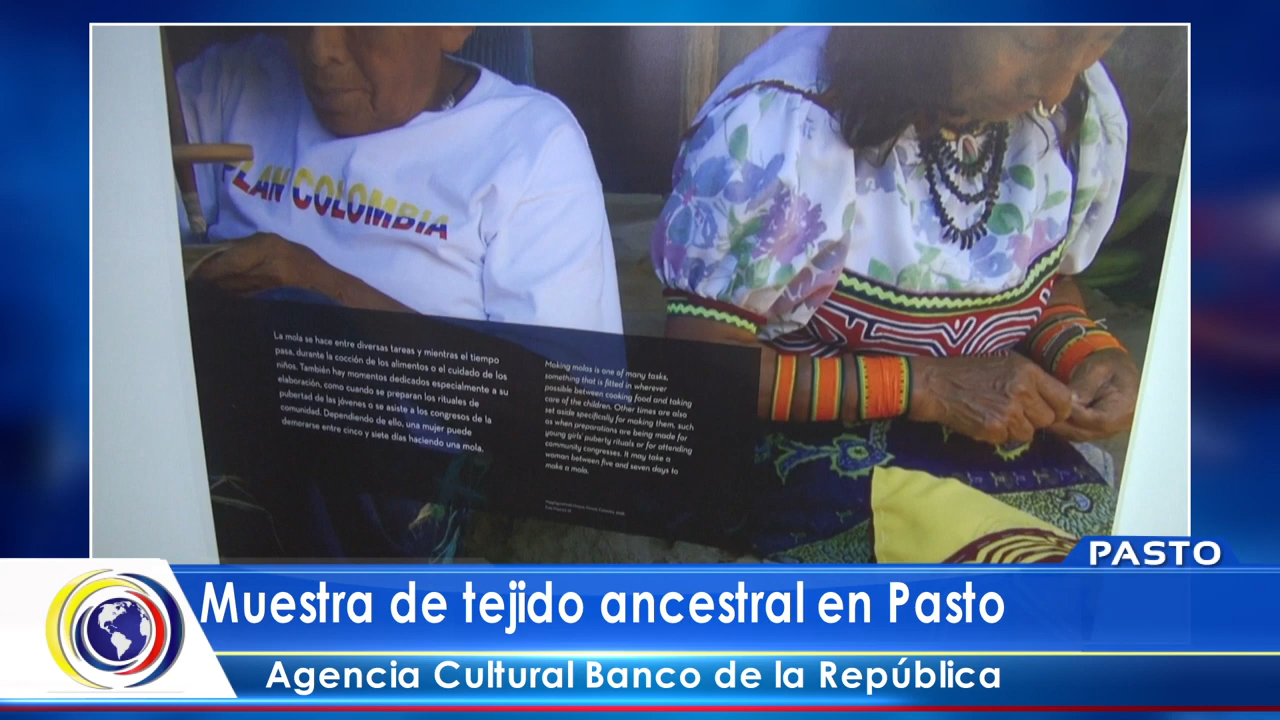 PLAN COLOMBIA
La mola se hace entre diversas tareas y mientras el tiempo
pasa, durante la cocción de los alimentos o el cuidado de los
niños. También hay momentos dedicados especialmente a su
elaboración, como cuando se preparan los rituales de
pubertad de las jóvenes o se asiste a los congresos de la
comunidad. Dependiendo de ello, una mujer puede
demorarse entre cinco y siete días haciendo una mola.
Making molas is one of many tasks,
something that is fitted in wherever
possible between cooking food and taking
care of the children. Other times are also
set aside specifically for making them, such
as when preparations are being made for
young girls' puberty rituals or for attending
community congresses. It may take a
woman between five and seven days to
make a mola.
PASTO
Muestra de tejido ancestral en Pasto
Agencia Cultural Banco de la República